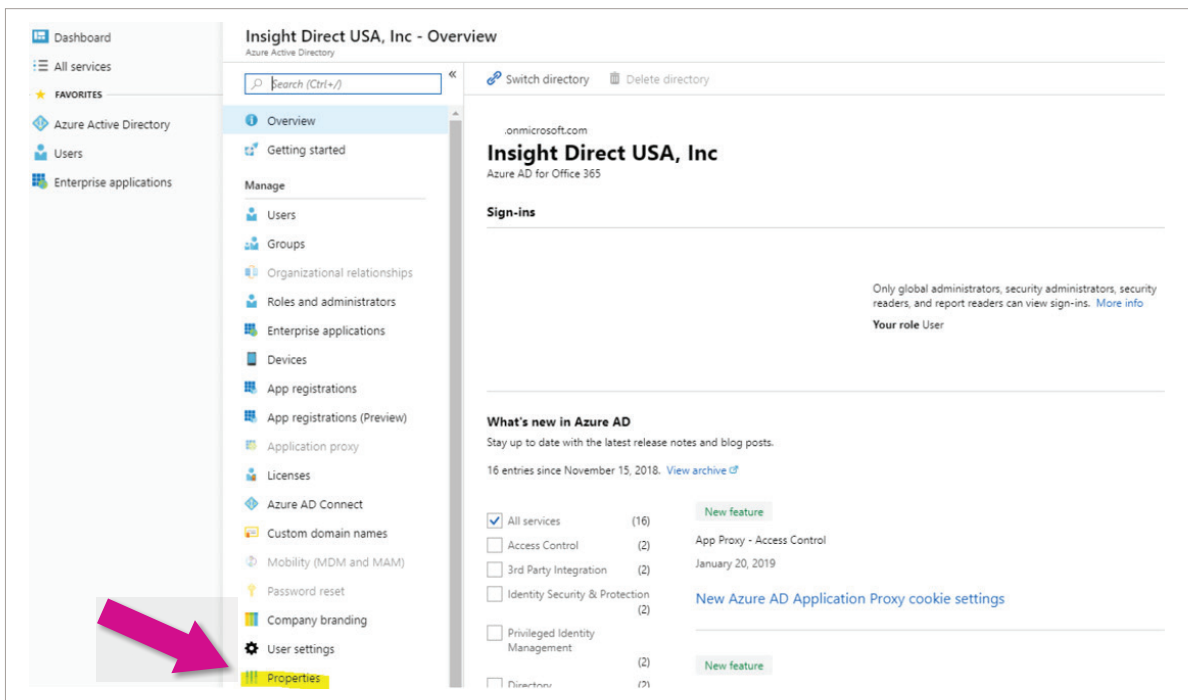 Dashboard
All services
FAVORITES
Azure Active Directory
Users
Enterprise applications
Insight Direct USA, Inc - Overview
Azure Active Directory
Search (Ctrl+/)
«
Overview
Getting started
Manage
Users
Groups
Organizational relationships
Roles and administrators
Enterprise applications
Devices
App registrations
App registrations (Preview)
Application proxy
Licenses
Azure AD Connect
Custom domain names
Mobility (MDM and MAM)
Password reset
Company branding
User settings
Properties
Switch directory Delete directory
.onmicrosoft.com
Insight Direct USA, Inc
Azure AD for Office 365
Sign-ins
Only global administrators, security administrators, security
readers, and report readers can view sign-ins. More info
Your role User
What's new in Azure AD
Stay up to date with the latest release notes and blog posts.
16 entries since November 15, 2018. View archive
All services (16)
Access Control (2)
3rd Party Integration (2)
Identity Security & Protection
(2)
Privileged Identity
Management
(2)
Directory (2)
New feature
App Proxy - Access Control
January 20, 2019
New Azure AD Application Proxy cookie settings
New feature